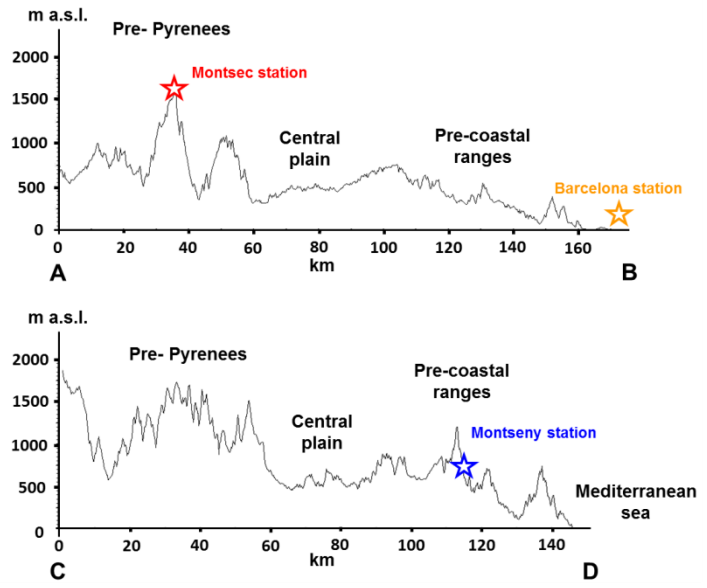 m a.s.l.
Pre- Pyrenees
2000
Montsec station
1500
1000
Central
plain
Pre-coastal
ranges
500
Barcelona station
0
0 20 40 60 80 100 120 140 160
A km B
m a.s.l.
2000
Pre- Pyrenees
Pre-coastal
ranges
1500
Central
plain
Montseny station
1000
500
Mediterranean
sea
0
0 20 40 60 80 100 120 140
C km D